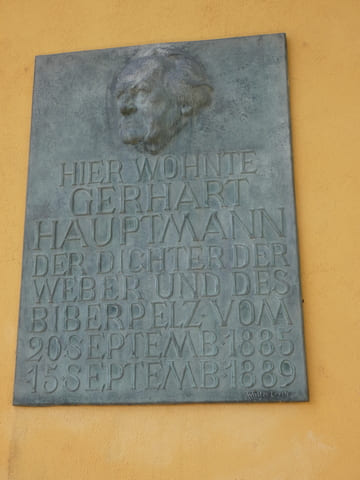 HIER WOHNTE
GERHART
HAUPTMANN
DER DICHTER DER
WEBER UND DES
BIBERPELZ VOM
20·SEPTEMB·1885
15·SEPTEMB·1889